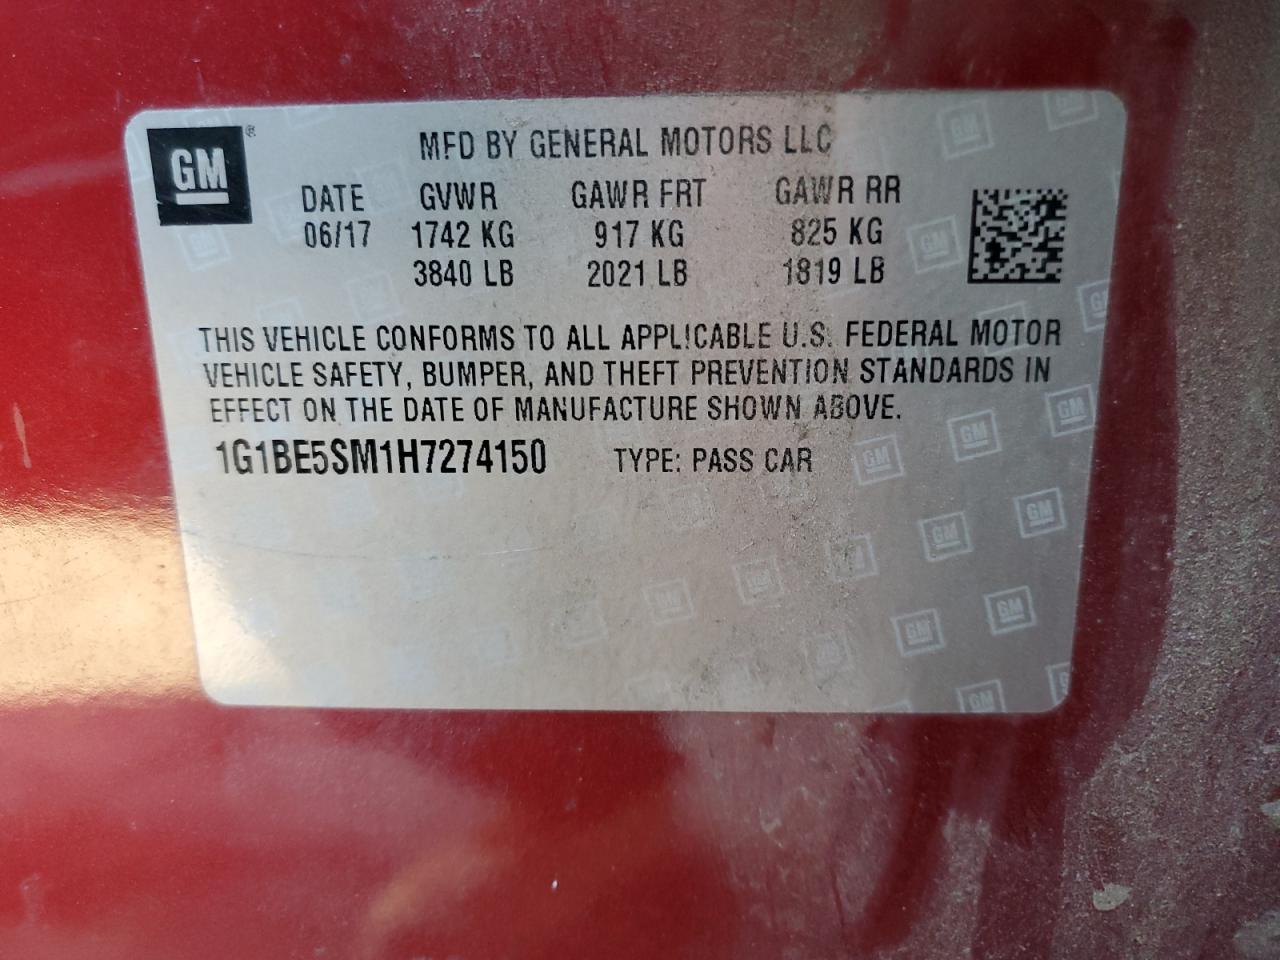 GM®
MFD BY GENERAL MOTORS LLC
DATE GVWR GAWR FRT GAWR RR
06/17 1742 KG 917 KG 825 KG
3840 LB 2021 LB 1819 LB
THIS VEHICLE CONFORMS TO ALL APPLICABLE U.S. FEDERAL MOTOR
VEHICLE SAFETY, BUMPER, AND THEFT PREVENTION STANDARDS IN
EFFECT ON THE DATE OF MANUFACTURE SHOWN ABOVE.
1G1BE5SM1H7274150 TYPE: PASS CAR